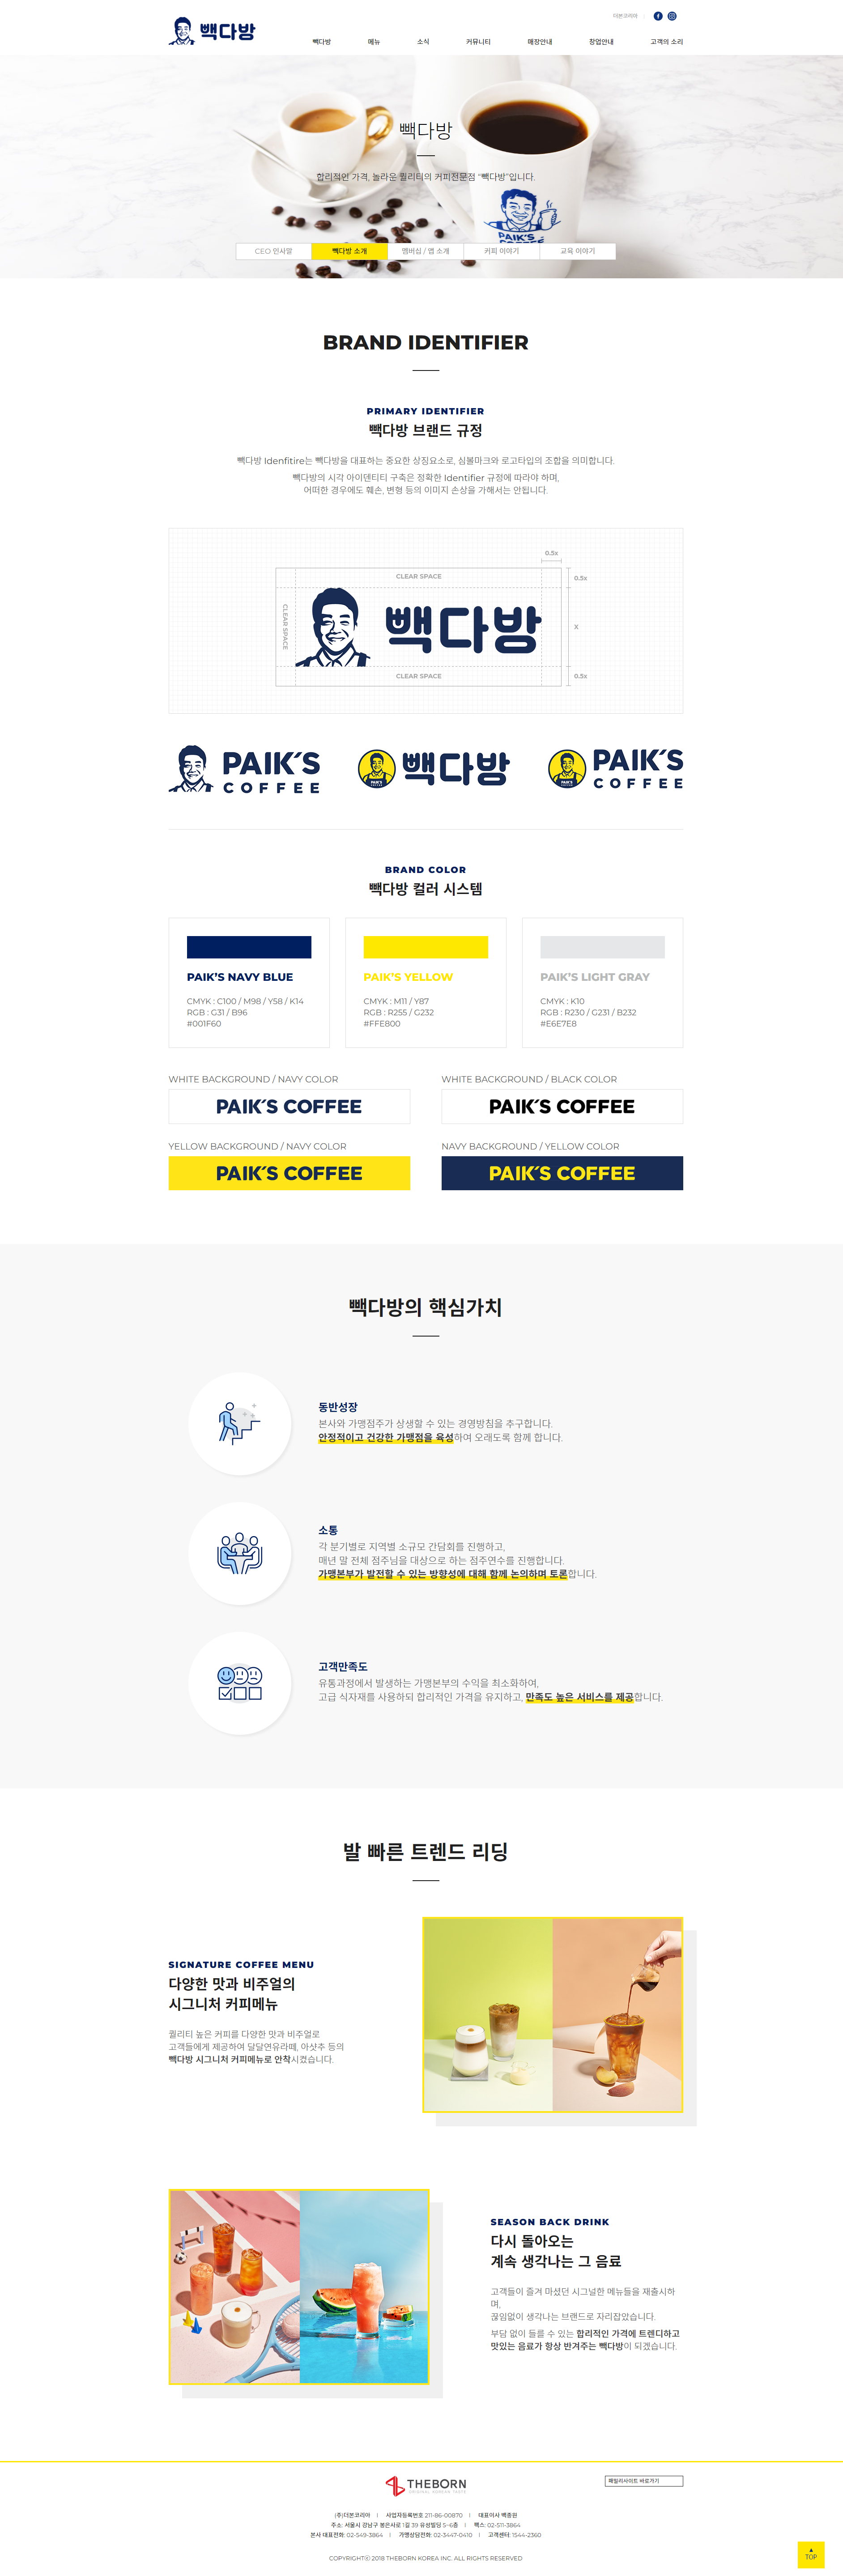 더본코리아
빽다방
빽다방 메뉴 소식 커뮤니티 매장안내 창업안내 고객의 소리
빽다방
합리적인 가격, 놀라운 퀄리티의 커피전문점 "빽다방"입니다.
PAIK'S
COFFEE
CEO 인사말 빽다방 소개 멤버십 / 앱 소개 커피 이야기 교육 이야기
BRAND IDENTIFIER
PRIMARY IDENTIFIER
빽다방 브랜드 규정
빽다방 Idenfitire는 빽다방을 대표하는 중요한 상징요소로, 심볼마크와 로고타입의 조합을 의미합니다.
빽다방의 시각 아이덴티티 구축은 정확한 Identifier 규정에 따라야 하며,
어떠한 경우에도 훼손, 변형 등의 이미지 손상을 가해서는 안됩니다.
0.5x
CLEAR SPACE 0.5x
CLEAR SPACE 빽다방 X
CLEAR SPACE 0.5x
PAIK'S
COFFEE
PAIK'S
빽다방
PAIK'S
PAIK'S
COFFEE
BRAND COLOR
빽다방 컬러 시스템
PAIK'S NAVY BLUE
CMYK : C100 / M98 / Y58 / K14
RGB : G31 / B96
#001F60
PAIK'S YELLOW
CMYK : M11 / Y87
RGB : R255 / G232
#FFE800
PAIK'S LIGHT GRAY
CMYK : K10
RGB : R230 / G231 / B232
#E6E7E8
WHITE BACKGROUND / NAVY COLOR
PAIK'S COFFEE
WHITE BACKGROUND / BLACK COLOR
PAIK'S COFFEE
YELLOW BACKGROUND / NAVY COLOR
PAIK'S COFFEE
NAVY BACKGROUND / YELLOW COLOR
PAIK'S COFFEE
빽다방의 핵심가치
동반성장
본사와 가맹점주가 상생할 수 있는 경영방침을 추구합니다.
안정적이고 건강한 가맹점을 육성하여 오래도록 함께 합니다.
소통
각 분기별로 지역별 소규모 간담회를 진행하고,
매년 말 전체 점주님을 대상으로 하는 점주연수를 진행합니다.
가맹본부가 발전할 수 있는 방향성에 대해 함께 논의하며 토론합니다.
고객만족도
유통과정에서 발생하는 가맹본부의 수익을 최소화하여,
고급 식자재를 사용하되 합리적인 가격을 유지하고, 만족도 높은 서비스를 제공합니다.
발 빠른 트렌드 리딩
SIGNATURE COFFEE MENU
다양한 맛과 비주얼의
시그니처 커피메뉴
퀄리티 높은 커피를 다양한 맛과 비주얼로
고객들에게 제공하여 달달연유라떼, 아샷추 등의
빽다방 시그니처 커피메뉴로 안착시켰습니다.
SEASON BACK DRINK
다시 돌아오는
계속 생각나는 그 음료
고객들이 즐겨 마셨던 시그널한 메뉴들을 재출시하
며,
끊임없이 생각나는 브랜드로 자리잡았습니다.
부담 없이 들를 수 있는 합리적인 가격에 트렌디하고
맛있는 음료가 항상 반겨주는 빽다방이 되겠습니다.
THEBORN
패밀리사이트 바로가기
(주)더본코리아 | 사업자등록번호 211-86-00870 | 대표이사 백종원
주소: 서울시 강남구 봉은사로 1길 39 유성빌딩 5~6층 | 팩스: 02-511-3864
본사 대표전화: 02-549-3864 | 가맹상담전화: 02-3447-0410 | 고객센터: 1544-2360
COPYRIGHTⓒ 2018 THEBORN KOREA INC. ALL RIGHTS RESERVED
▲
TOP